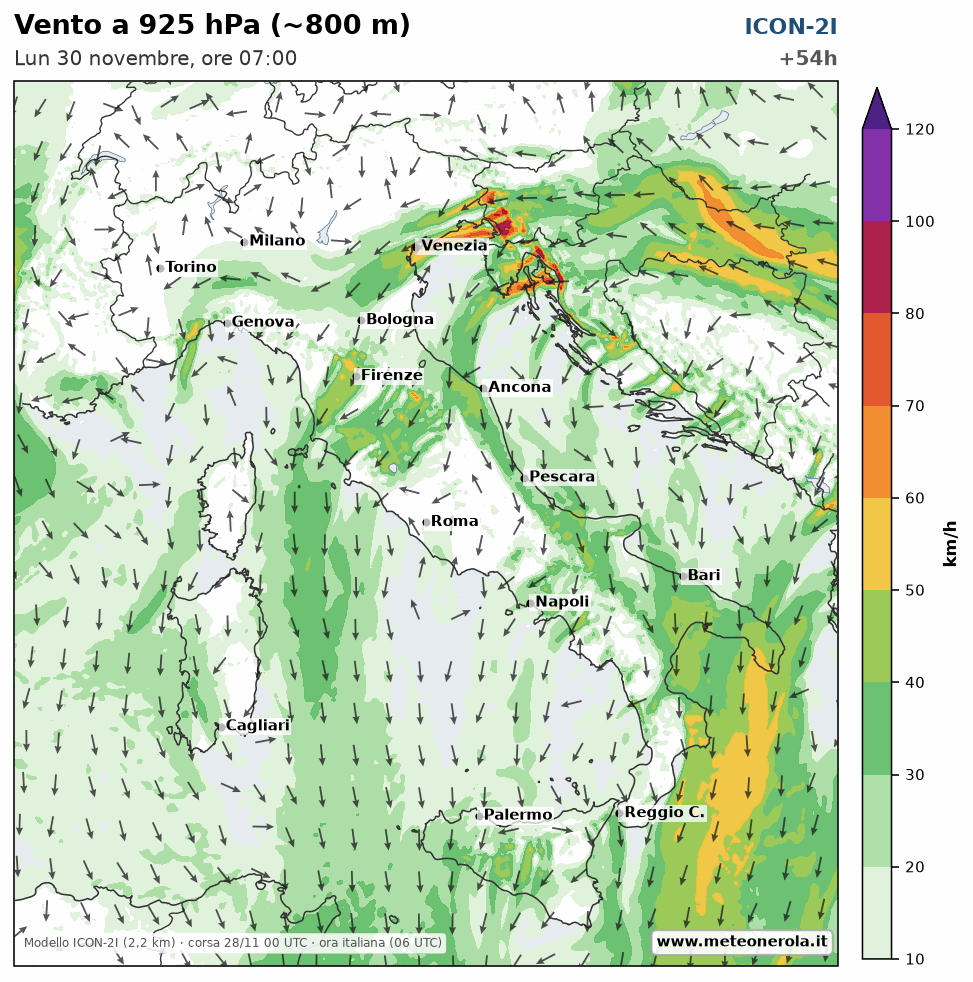 Vento a 925 hPa (~800 m)
ICON-2I
Lun 30 novembre, ore 07:00
+54h
Milano
Venezia
Torino
Genova
Bologna
Firenze
Ancona
Pescara
Roma
Bari
Napoli
Cagliari
Palermo
Reggio C.
120
100
80
70
60
50
40
30
20
10
km/h
Modello ICON-2I (2,2 km) · corsa 28/11 00 UTC · ora italiana (06 UTC)
www.meteonerola.it